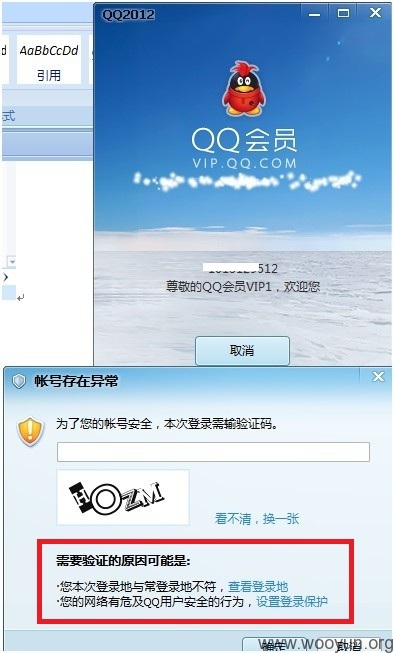 QQ2012
AaBbCcDd
引用
式
QQ会员
VIP.QQ.COM
512
尊敬的QQ会员VIP1，欢迎您
取消
帐号存在异常
为了您的帐号安全，本次登录需输验证码。
HOZM
看不清，换一张
需要验证的原因可能是:
·您本次登录地与常登录地不符，查看登录地
·您的网络有危及QQ用户安全的行为，设置登录保护
确定 取消
www.wooyun.org